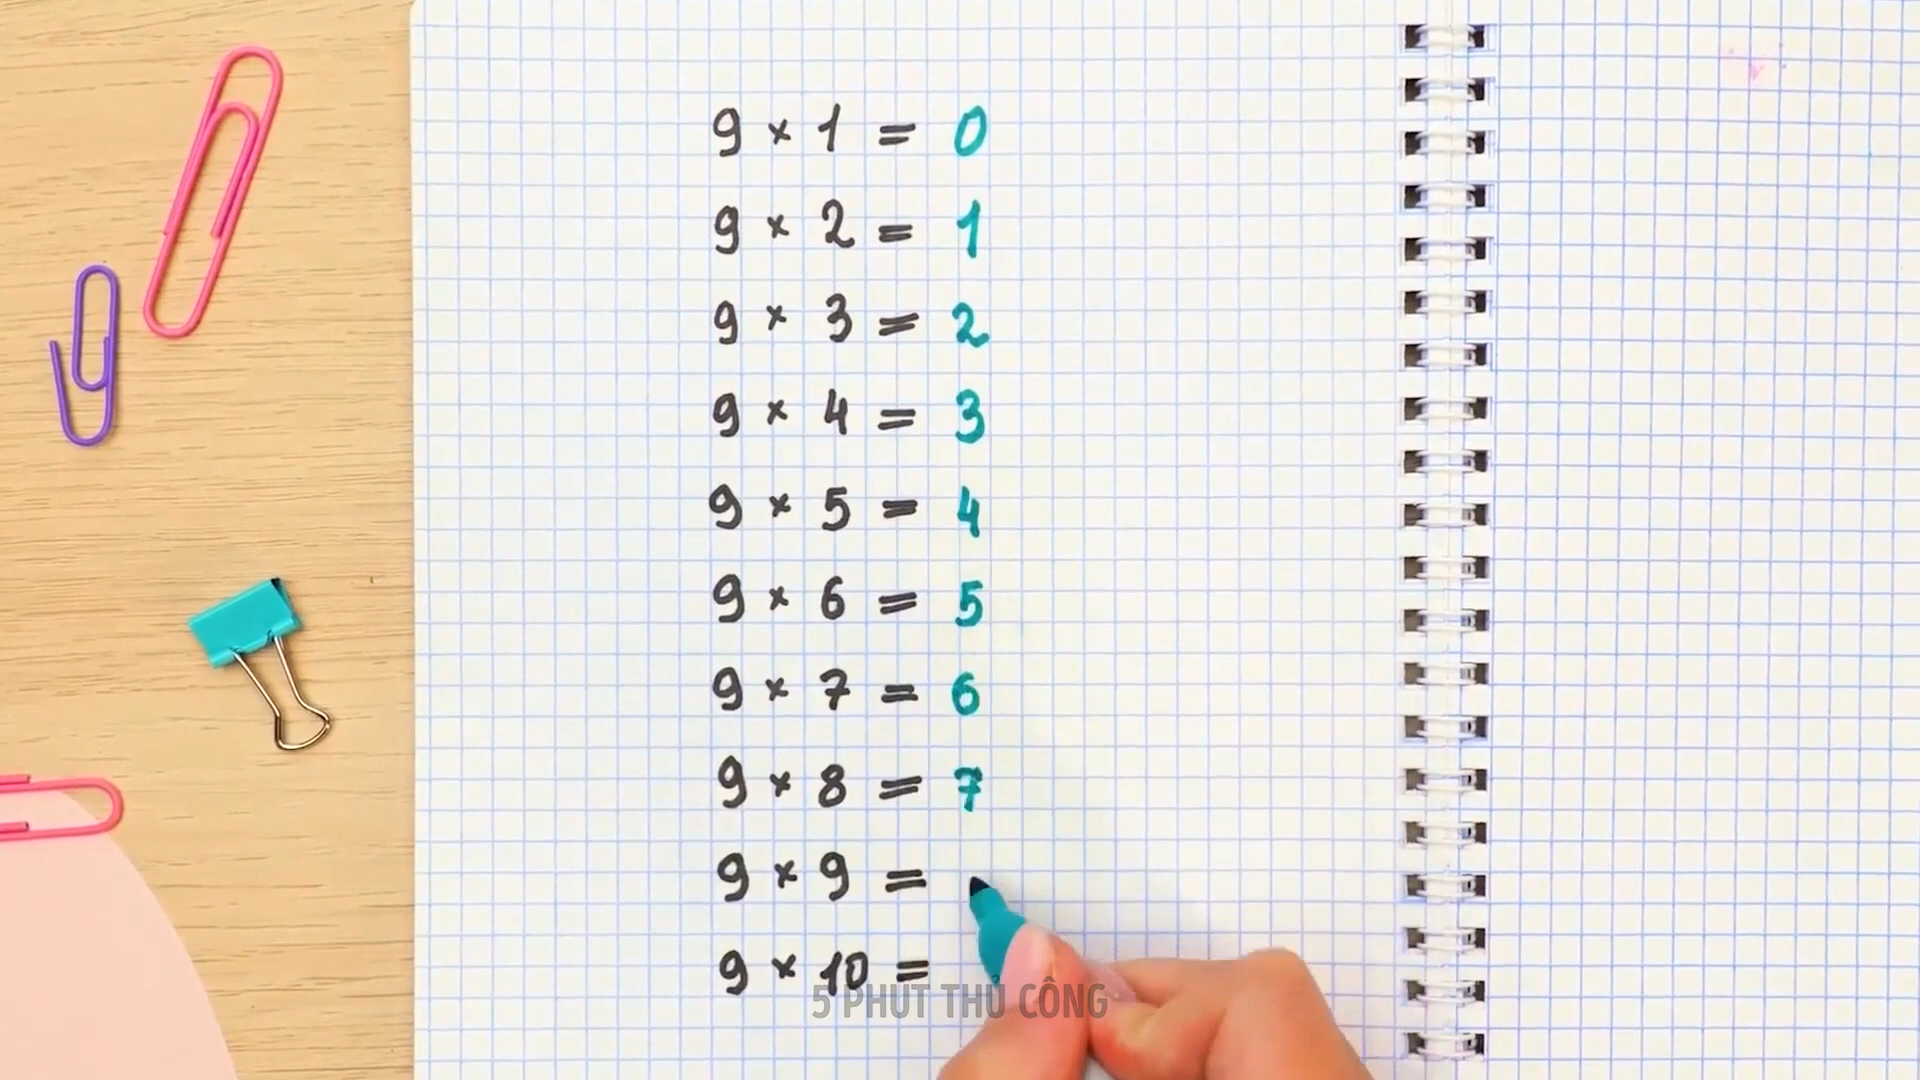 9 × 1 = 0
9 × 2 = 1
9 × 3 = 2
9 × 4 = 3
9 × 5 = 4
9 × 6 = 5
9 × 7 = 6
9 × 8 = 7
9 × 9 =
9 × 10 =
5 PHÚT THỦ CÔNG